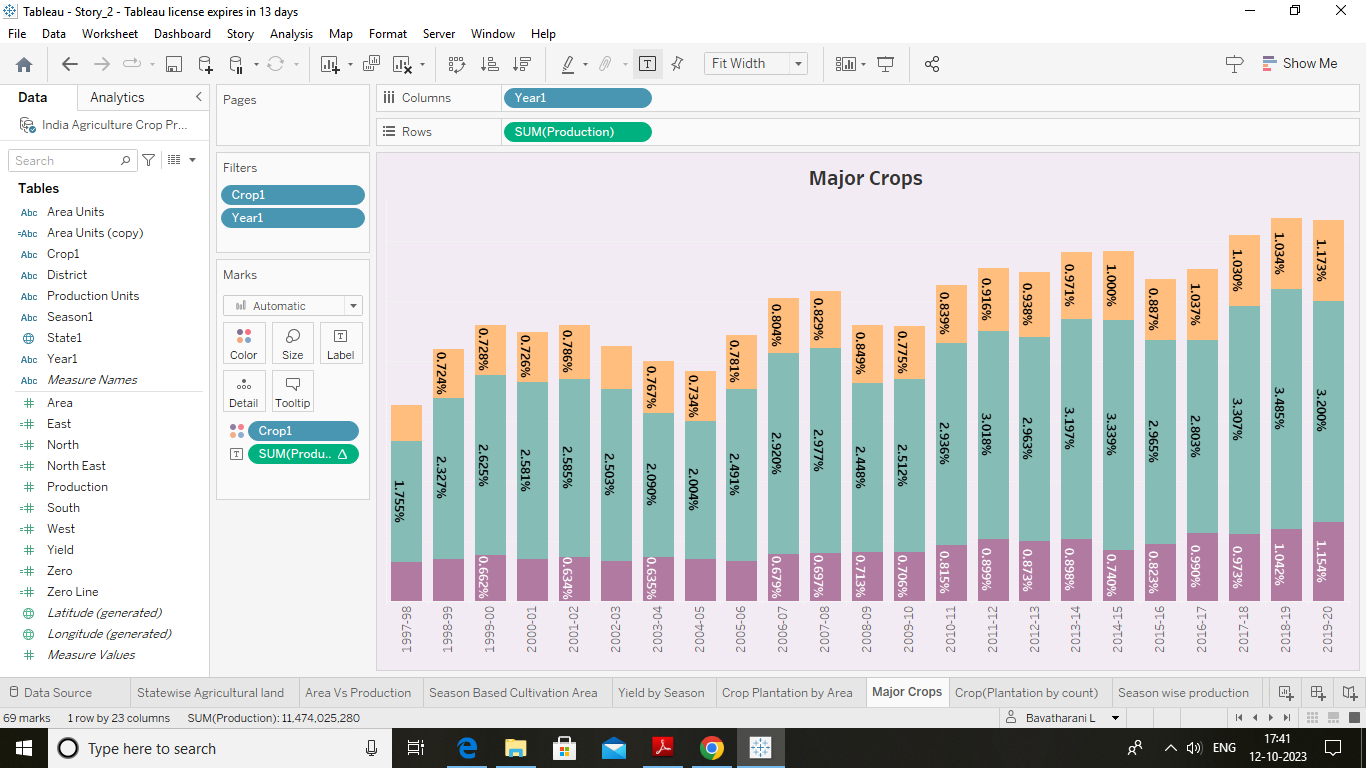 Tableau - Story_2 - Tableau license expires in 13 days
File Data Worksheet Dashboard Story Analysis Map Format Server Window Help
Fit Width
Show Me
Data Analytics
India Agriculture Crop Pr...
Search
Tables
Abc Area Units
=Abc Area Units (copy)
Abc Crop1
Abc District
Abc Production Units
Abc Season1
State1
Abc Year1
Abc Measure Names
Area
East
North
North East
Production
South
West
Yield
Zero
Zero Line
Latitude (generated)
Longitude (generated)
Measure Values
Pages
Filters
Crop1
Year1
Marks
Automatic
Color Size Label
Detail Tooltip
Crop1
SUM(Produ.. Δ
Columns Year1
Rows SUM(Production)
Major Crops
0.724% 0.728% 0.726% 0.786% 0.767% 0.734% 0.781% 0.804% 0.829% 0.849% 0.775% 0.839% 0.916% 0.938% 0.971% 1.000% 0.887% 1.037% 1.030% 1.034% 1.173%
1.755% 2.327% 2.625% 2.581% 2.585% 2.503% 2.090% 2.004% 2.491% 2.920% 2.977% 2.448% 2.512% 2.936% 3.018% 2.963% 3.197% 3.339% 2.965% 2.803% 3.307% 3.485% 3.200%
0.662% 0.634% 0.635% 0.679% 0.697% 0.713% 0.706% 0.815% 0.899% 0.873% 0.898% 0.740% 0.823% 0.990% 0.973% 1.042% 1.154%
1997-98 1998-99 1999-00 2000-01 2001-02 2002-03 2003-04 2004-05 2005-06 2006-07 2007-08 2008-09 2009-10 2010-11 2011-12 2012-13 2013-14 2014-15 2015-16 2016-17 2017-18 2018-19 2019-20
Data Source Statewise Agricultural land Area Vs Production Season Based Cultivation Area Yield by Season Crop Plantation by Area Major Crops Crop(Plantation by count) Season wise production
69 marks 1 row by 23 columns SUM(Production): 11,474,025,280 Bavatharani L
Type here to search
ENG
17:41
12-10-2023